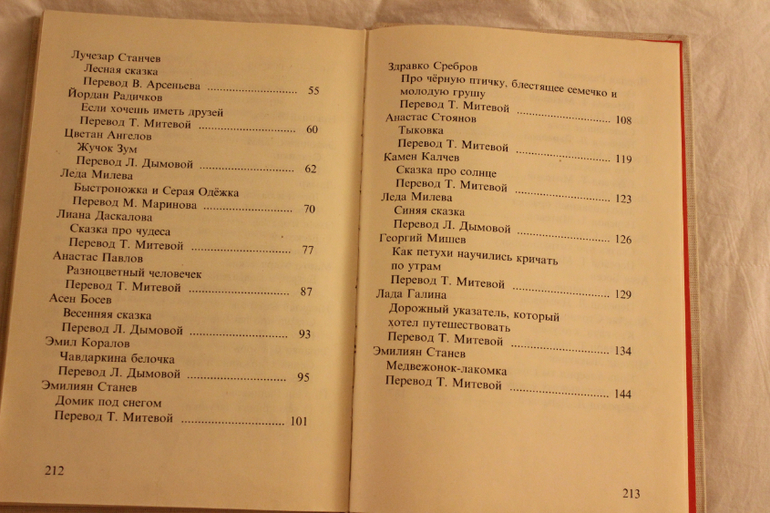 Лучезар Станчев
Лесная сказка
Перевод В. Арсеньева ........................ 55
Йордан Радичков
Если хочешь иметь друзей
Перевод Т. Митевой ........................ 60
Цветан Ангелов
Жучок Зум
Перевод Л. Дымовой ........................ 62
Леда Милева
Быстроножка и Серая Одёжка
Перевод М. Маринова ........................ 70
Лиана Даскалова
Сказка про чудеса
Перевод Т. Митевой ........................ 77
Анастас Павлов
Разноцветный человечек
Перевод Т. Митевой ........................ 87
Асен Босев
Весенняя сказка
Перевод Л. Дымовой ........................ 93
Эмил Коралов
Чавдаркина белочка
Перевод Л. Дымовой ........................ 95
Эмилиян Станев
Домик под снегом
Перевод Т. Митевой ........................ 101
212
Здравко Сребров
Про чёрную птичку, блестящее семечко и
молодую грушу
Перевод Т. Митевой ........................ 108
Анастас Стоянов
Тыковка
Перевод Т. Митевой ........................ 119
Камен Калчев
Сказка про солнце
Перевод Т. Митевой ........................ 123
Леда Милева
Синяя сказка
Перевод Л. Дымовой ........................ 126
Георгий Мишев
Как петухи научились кричать
по утрам
Перевод Т. Митевой ........................ 129
Лада Галина
Дорожный указатель, который
хотел путешествовать
Перевод Т. Митевой ........................ 134
Эмилиян Станев
Медвежонок-лакомка
Перевод Т. Митевой ........................ 144
213